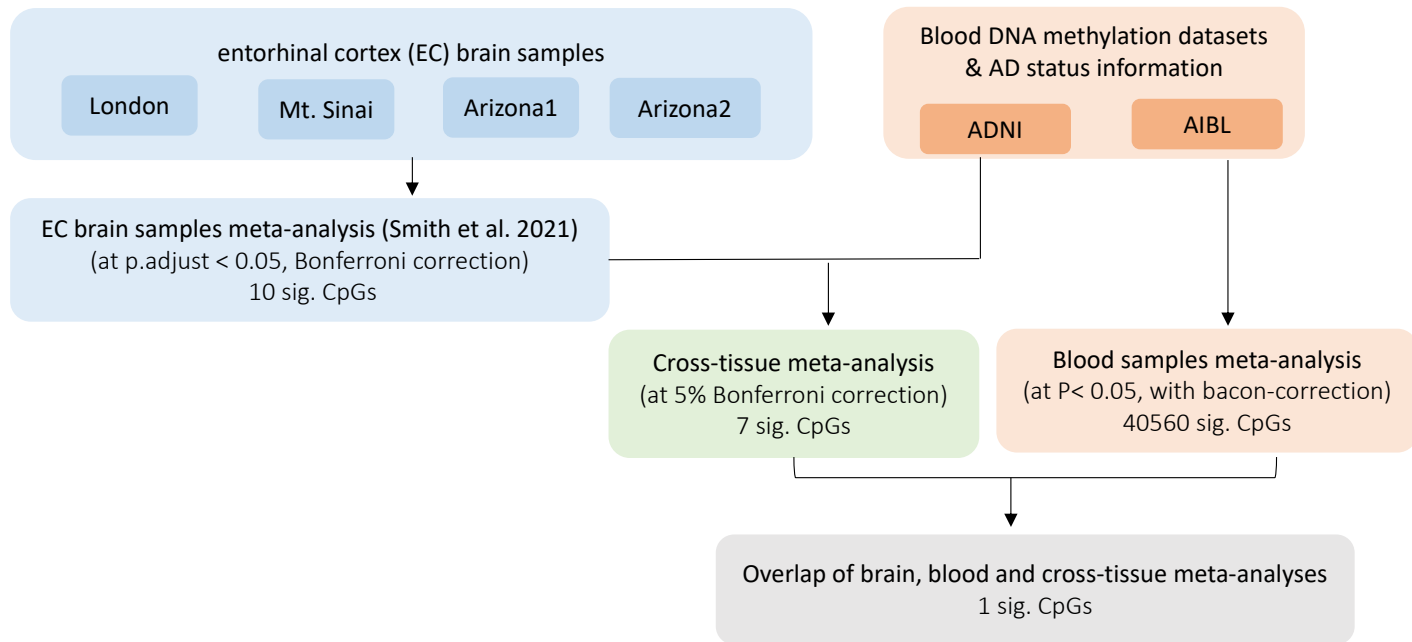 entorhinal cortex (EC) brain samples
London
Mt. Sinai
Arizona1
Arizona2
Blood DNA methylation datasets
& AD status information
ADNI
AIBL
EC brain samples meta-analysis (Smith et al. 2021)
(at p.adjust < 0.05, Bonferroni correction)
10 sig. CpGs
Cross-tissue meta-analysis
(at 5% Bonferroni correction)
7 sig. CpGs
Blood samples meta-analysis
(at P< 0.05, with bacon-correction)
40560 sig. CpGs
Overlap of brain, blood and cross-tissue meta-analyses
1 sig. CpGs